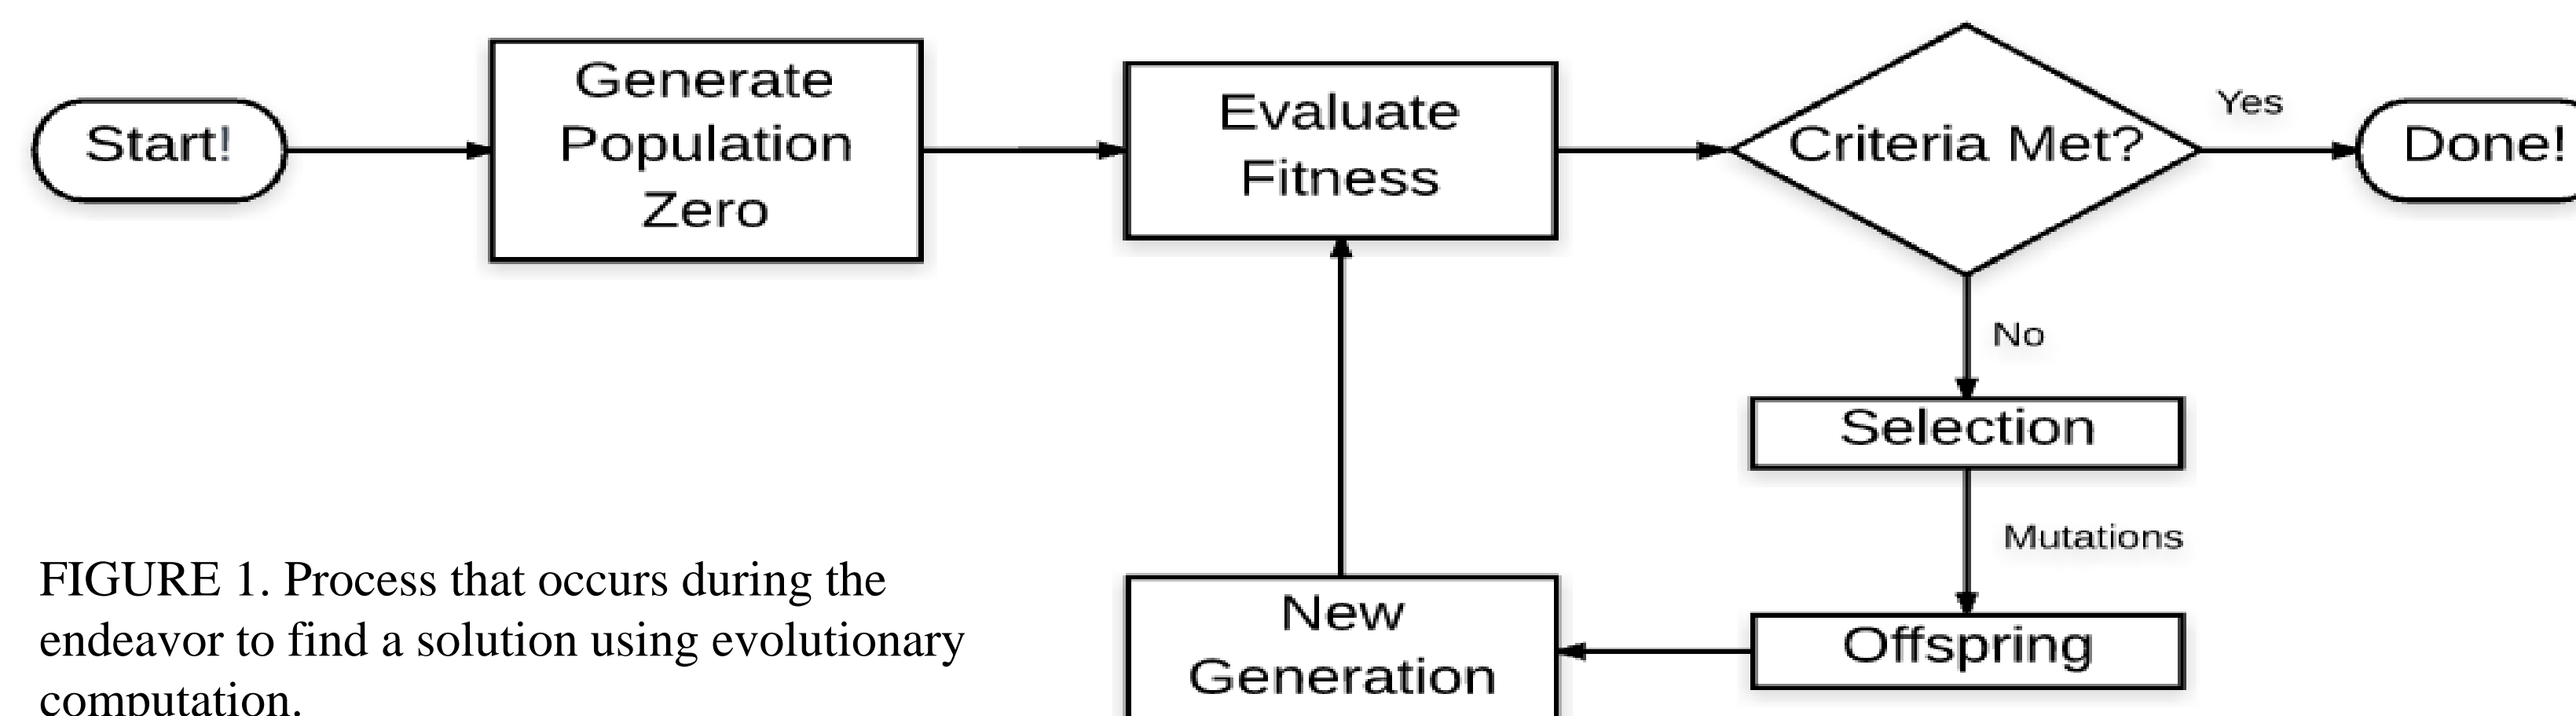 Start!
Generate
Population
Zero
Evaluate
Fitness
Criteria Met?
Yes
Done!
No
Selection
Mutations
Offspring
New
Generation
FIGURE 1. Process that occurs during the
endeavor to find a solution using evolutionary
computation.